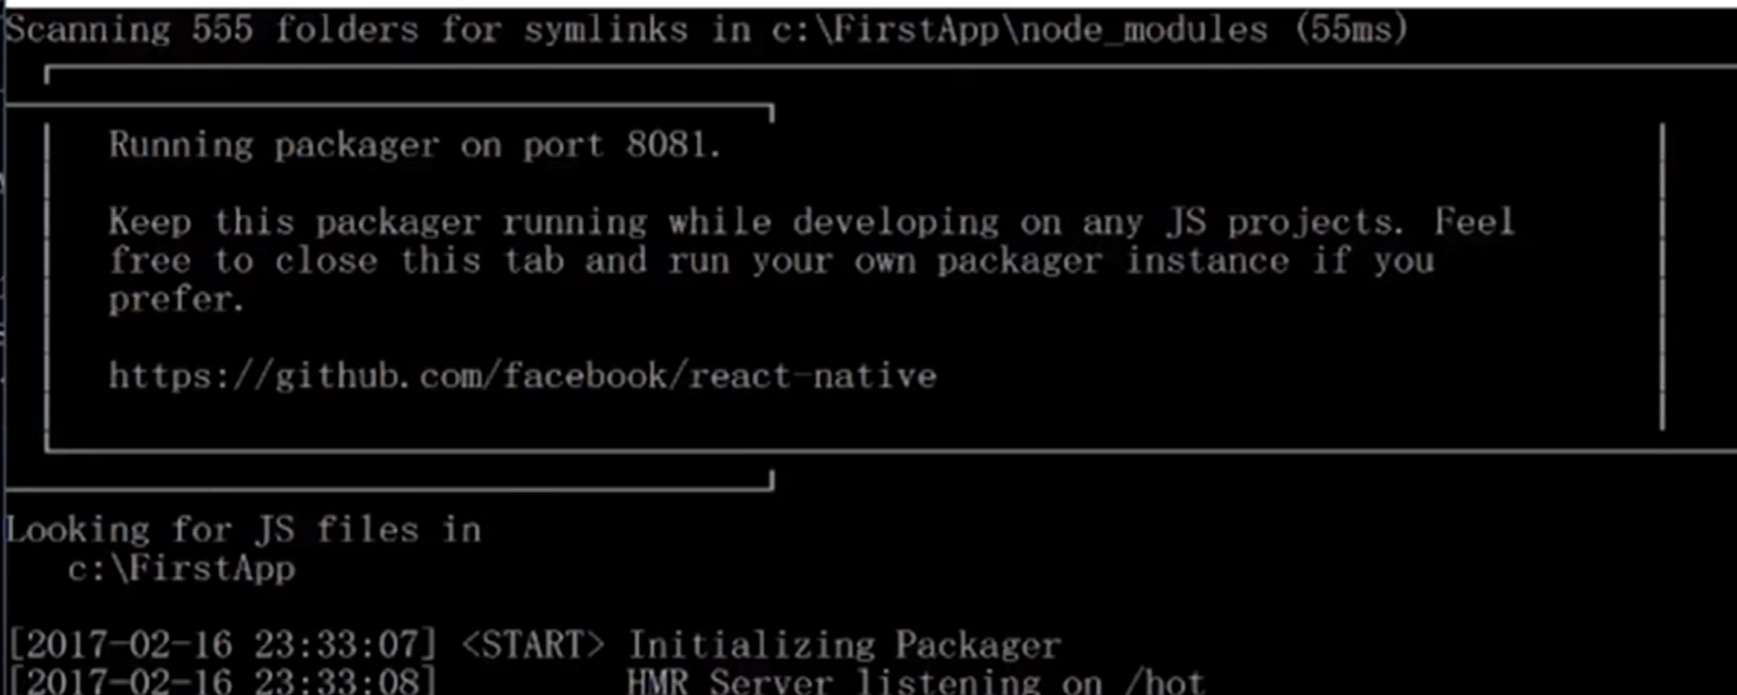 Scanning 555 folders for symlinks in c:\FirstApp\node_modules (55ms)
Running packager on port 8081.
Keep this packager running while developing on any JS projects. Feel
free to close this tab and run your own packager instance if you
prefer.
https://github.com/facebook/react-native
Looking for JS files in
c:\FirstApp
[2017-02-16 23:33:07] <START> Initializing Packager
[2017-02-16 23:33:08] HMR Server listening on /hot